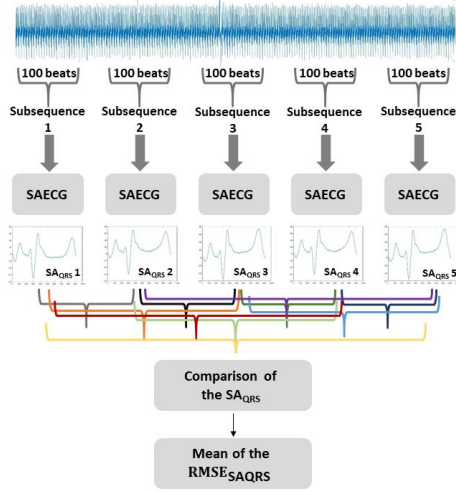 100 beats 100 beats 100 beats 100 beats 100 beats
Subsequence Subsequence Subsequence Subsequence Subsequence
1 2 3 4 5
SAECG SAECG SAECG SAECG SAECG
SAQRS 1 SAQRS 2 SAQRS 3 SAQRS 4 SAQRS 5
Comparison of
the SAQRS
Mean of the
RMSESAQRS